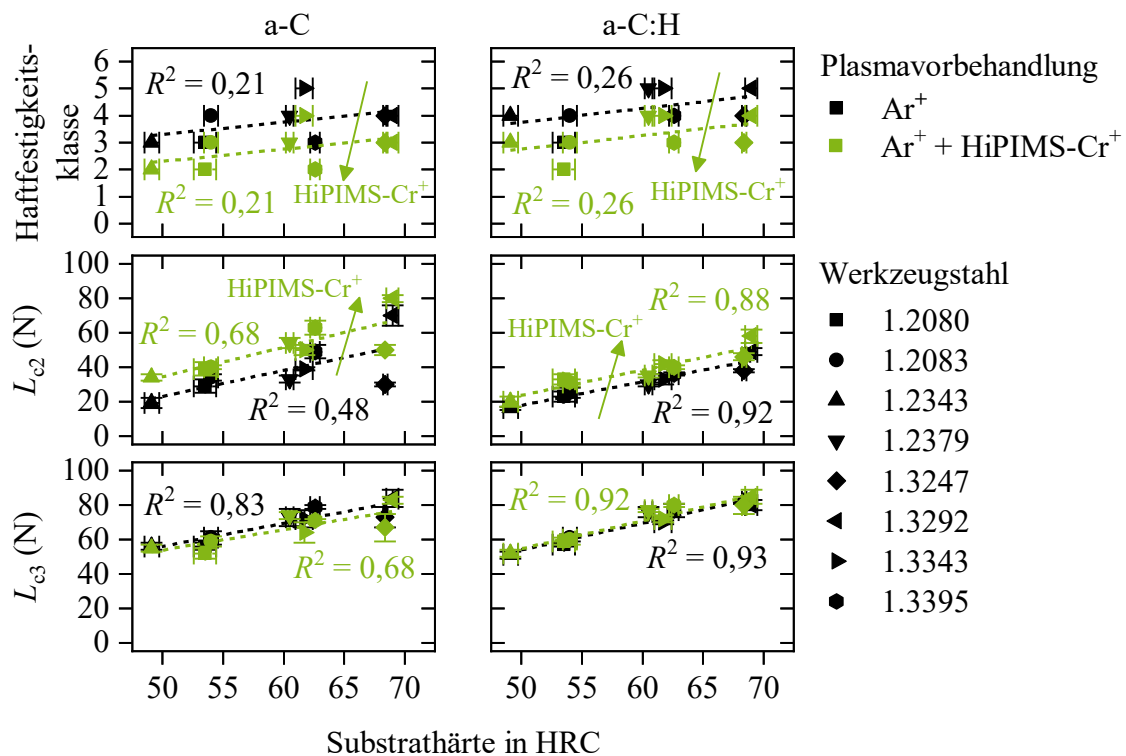 a-C
a-C:H
Haftfestigkeits-
klasse
6
5
4
3
2
1
0
R² = 0,21
R² = 0,21
HiPIMS-Cr⁺
R² = 0,26
R² = 0,26
HiPIMS-Cr⁺
Plasmavorbehandlung
Ar⁺
Ar⁺ + HiPIMS-Cr⁺
L_c2 (N)
100
80
60
40
20
0
HiPIMS-Cr⁺
R² = 0,68
R² = 0,48
R² = 0,88
HiPIMS-Cr⁺
R² = 0,92
Werkzeugstahl
1.2080
1.2083
1.2343
1.2379
1.3247
1.3292
1.3343
1.3395
L_c3 (N)
100
80
60
40
20
0
R² = 0,83
R² = 0,68
R² = 0,92
R² = 0,93
50 55 60 65 70
50 55 60 65 70
Substrathärte in HRC